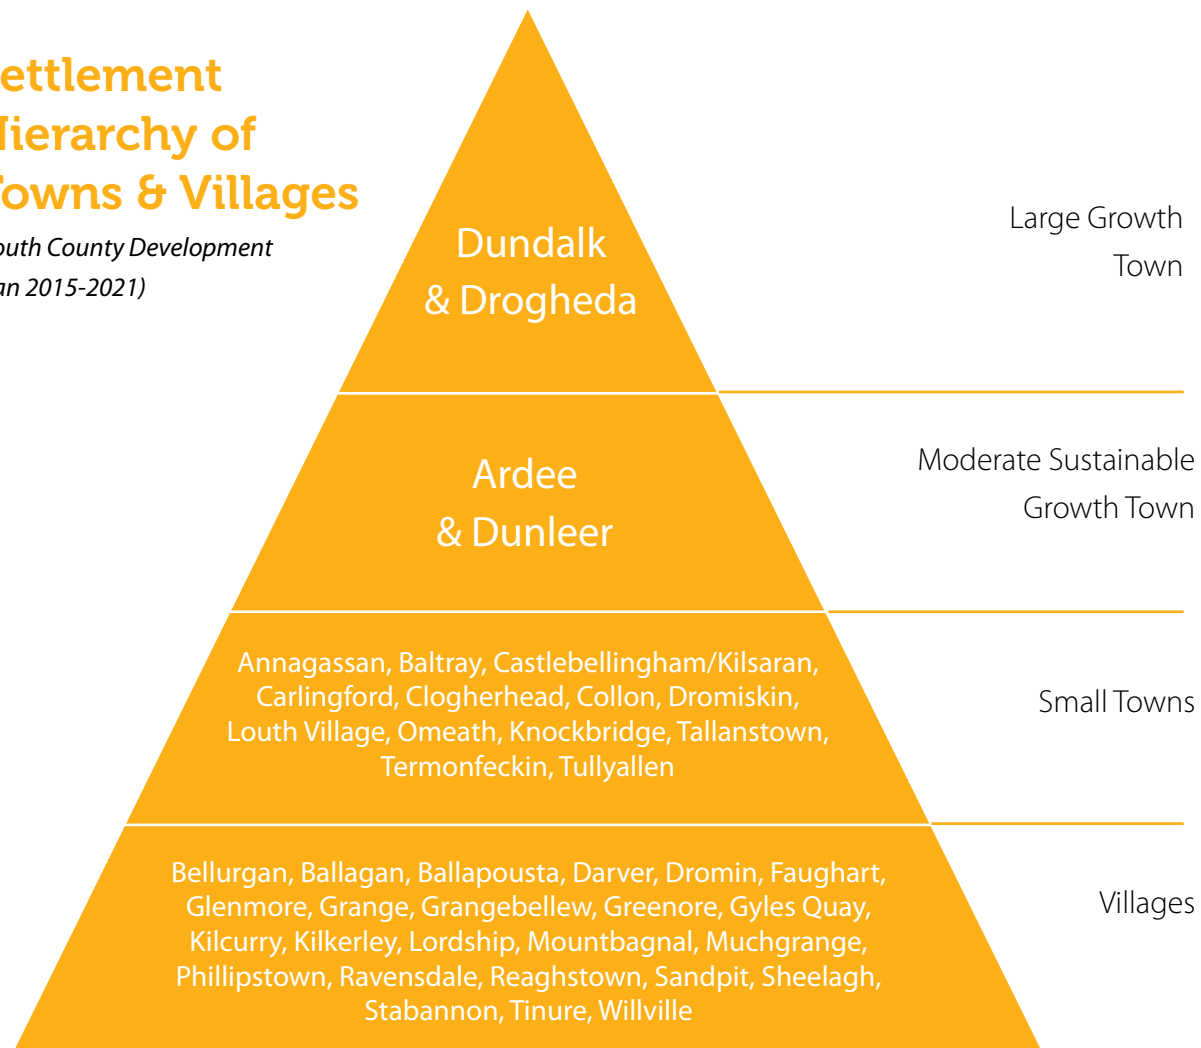 ettlement
ierarchy of
owns & Villages
outh County Development
an 2015-2021)
Dundalk
& Drogheda
Large Growth
Town
Ardee
& Dunleer
Moderate Sustainable
Growth Town
Annagassan, Baltray, Castlebellingham/Kilsaran,
Carlingford, Clogherhead, Collon, Dromiskin,
Louth Village, Omeath, Knockbridge, Tallanstown,
Termonfeckin, Tullyallen
Small Towns
Bellurgan, Ballagan, Ballapousta, Darver, Dromin, Faughart,
Glenmore, Grange, Grangebellew, Greenore, Gyles Quay,
Kilcurry, Kilkerley, Lordship, Mountbagnal, Muchgrange,
Phillipstown, Ravensdale, Reaghstown, Sandpit, Sheelagh,
Stabannon, Tinure, Willville
Villages